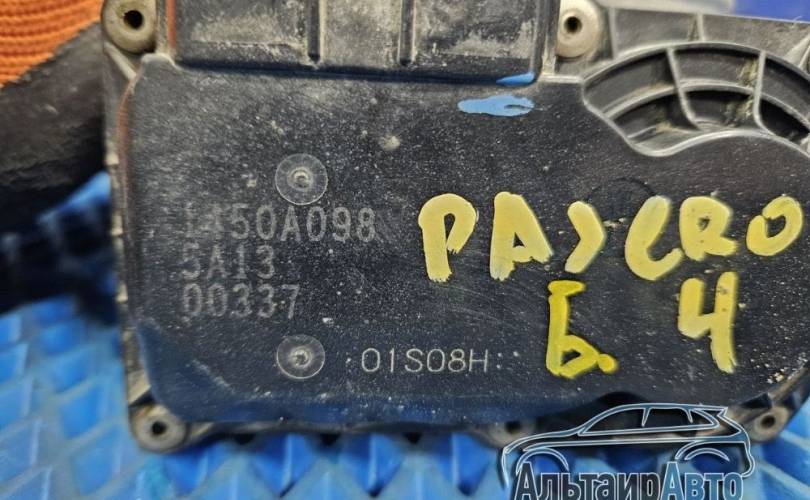 1450A098
5A13
00337
01S08H
PAJERO
Б.4
АльтаирАвто